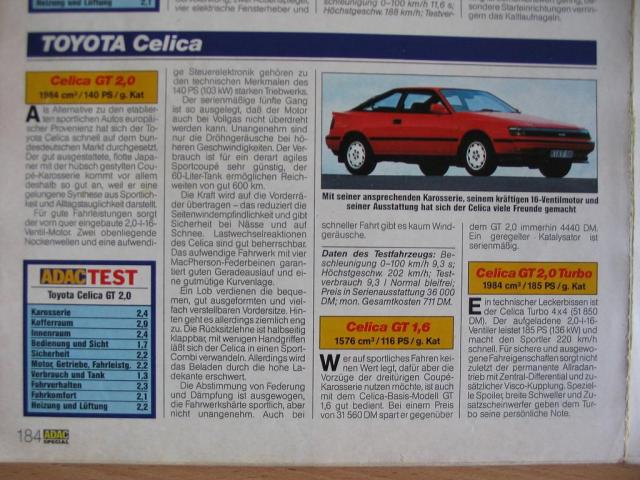 Heizung und Lüftung 2,1
vier elektrische Fensterheber und
Höchstgeschw. 188 km/h; Testver-
sondere Starteinrichtungen verrin-
gern das Kaltlaufnageln.
TOYOTA Celica
Celica GT 2,0
1984 cm³/140 PS/g. Kat
Als Alternative zu den etablier-
ten sportlichen Autos europäi-
scher Provenienz hat sich der To-
yota Celica schnell auf dem bun-
desdeutschen Markt durchgesetzt.
Der gut ausgestattete, flotte Japa-
ner mit der hübsch gestylten Cou-
pé-Karosserie kommt vor allem
deshalb so gut an, weil er eine
gelungene Synthese aus Sportlich-
keit und Alltagstauglichkeit darstellt.
Für gute Fahrleistungen sorgt
der vorn quer eingebaute 2,0-l-16-
Ventil-Motor. Zwei obenliegende
Nockenwellen und eine aufwendi-
ADAC TEST
Toyota Celica GT 2,0
Karosserie 2,4
Kofferraum 2,9
Innenraum 2,4
Bedienung und Sicht 1,7
Sicherheit 2,2
Motor, Getriebe, Fahrleistg. 2,2
Verbrauch und Tank 1,3
Fahrverhalten 2,3
Fahrkomfort 2,1
Heizung und Lüftung 2,2
ge Steuerelektronik gehören zu
den technischen Merkmalen des
140 PS (103 kW) starken Triebwerks.
Der serienmäßige fünfte Gang
ist so ausgelegt, daß der Motor
auch bei Vollgas nicht überdreht
werden kann. Unangenehm sind
nur die Dröhngeräusche bei hö-
heren Geschwindigkeiten. Der Ver-
brauch ist für ein derart agiles
Sportcoupé sehr günstig, der
60-Liter-Tank ermöglichen Reich-
weiten von gut 600 km.
Die Kraft wird auf die Vorderrä-
der übertragen – das reduziert die
Seitenwindempfindlichkeit und gibt
Sicherheit bei Nässe und auf
Schnee. Lastwechselreaktionen
des Celica sind gut beherrschbar.
Das aufwendige Fahrwerk mit vier
MacPherson-Federbeinen garan-
tiert guten Geradeauslauf und ei-
ne gutmütige Kurvenlage.
Ein Lob verdienen die beque-
men, gut ausgeformten und viel-
fach verstellbaren Vordersitze. Hin-
ten geht es allerdings ziemlich eng
zu. Die Rücksitzlehne ist halbseitig
klappbar, mit wenigen Handgriffen
läßt sich der Celica in einen Sport-
Combi verwandeln. Allerdings wird
das Beladen durch die hohe La-
dekante erschwert.
Die Abstimmung von Federung
und Dämpfung ist ausgewogen,
die Fahrwerkshärte sportlich, aber
nicht unangenehm. Auch bei
Mit seiner ansprechenden Karosserie, seinem kräftigen 16-Ventilmotor und
seiner Ausstattung hat sich der Celica viele Freunde gemacht
schneller Fahrt gibt es kaum Wind-
geräusche.
Daten des Testfahrzeugs: Be-
schleunigung 0–100 km/h 9,3 s;
Höchstgeschw. 202 km/h; Test-
verbrauch 9,3 l Normal bleifrei;
Preis in Serienausstattung 36 000
DM; mon. Gesamtkosten 711 DM.
Celica GT 1,6
1576 cm³/116 PS/g. Kat
Wer auf sportliches Fahren kei-
nen Wert legt, dafür aber die
Vorzüge der dreitürigen Coupé-
Karosserie nutzen möchte, ist auch
mit dem Celica-Basis-Modell GT
1,6 gut bedient. Bei einem Preis
von 31 560 DM spart er gegenüber
dem GT 2,0 immerhin 4440 DM.
Ein geregelter Katalysator ist
serienmäßig.
Celica GT 2,0 Turbo
1984 cm³/185 PS/g. Kat
Ein technischer Leckerbissen ist
der Celica Turbo 4x4 (51 850
DM). Der aufgeladene 2,0-l-16-
Ventiler leistet 185 PS (136 kW) und
macht den Sportler 220 km/h
schnell. Für sichere und ausgewo-
gene Fahreigenschaften sorgt nicht
zuletzt der permanente Allradan-
trieb mit Zentral-Differential und zu-
sätzlicher Visco-Kupplung. Speziel-
le Spoiler, breite Schweller und Zu-
satzscheinwerfer geben dem Tur-
bo seine persönliche Note.
184 ADAC SPECIAL